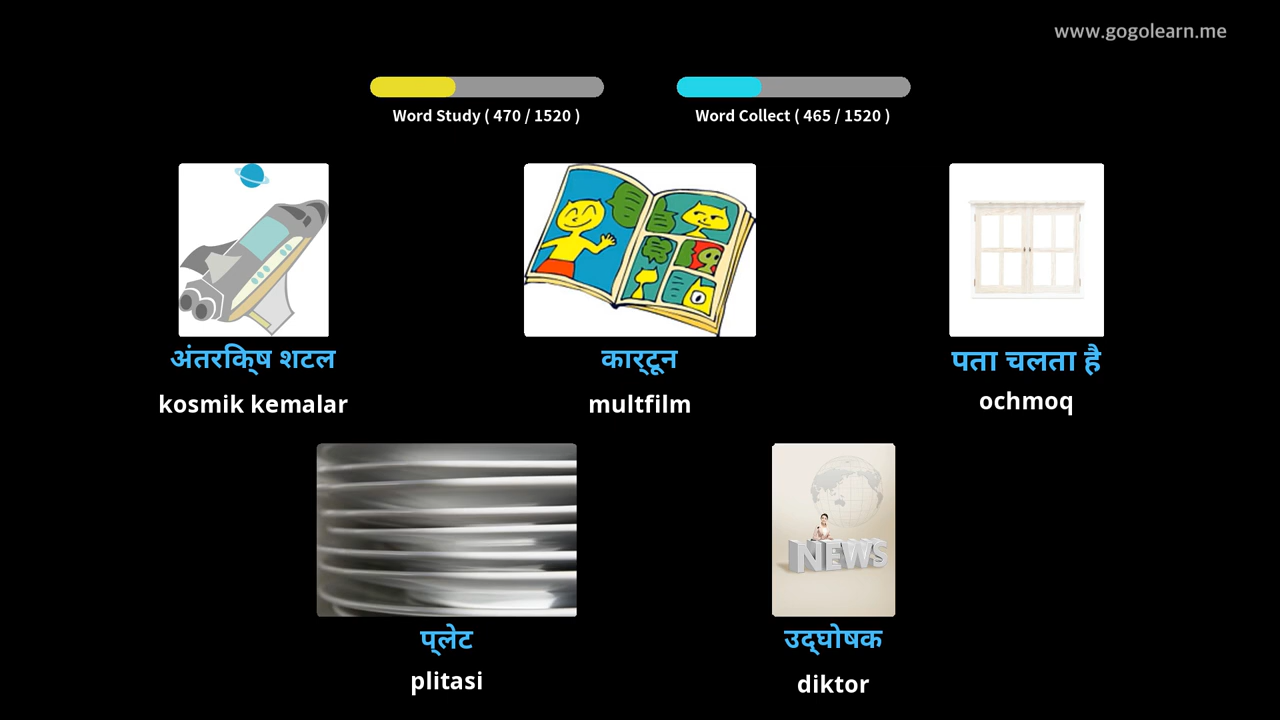 www.gogolearn.me
Word Study ( 470 / 1520 )
Word Collect ( 465 / 1520 )
अंतरिक्ष शटल
kosmik kemalar
कार्टून
multfilm
पता चलता है
ochmoq
NEWS
प्लेट
plitasi
उद्घोषक
diktor